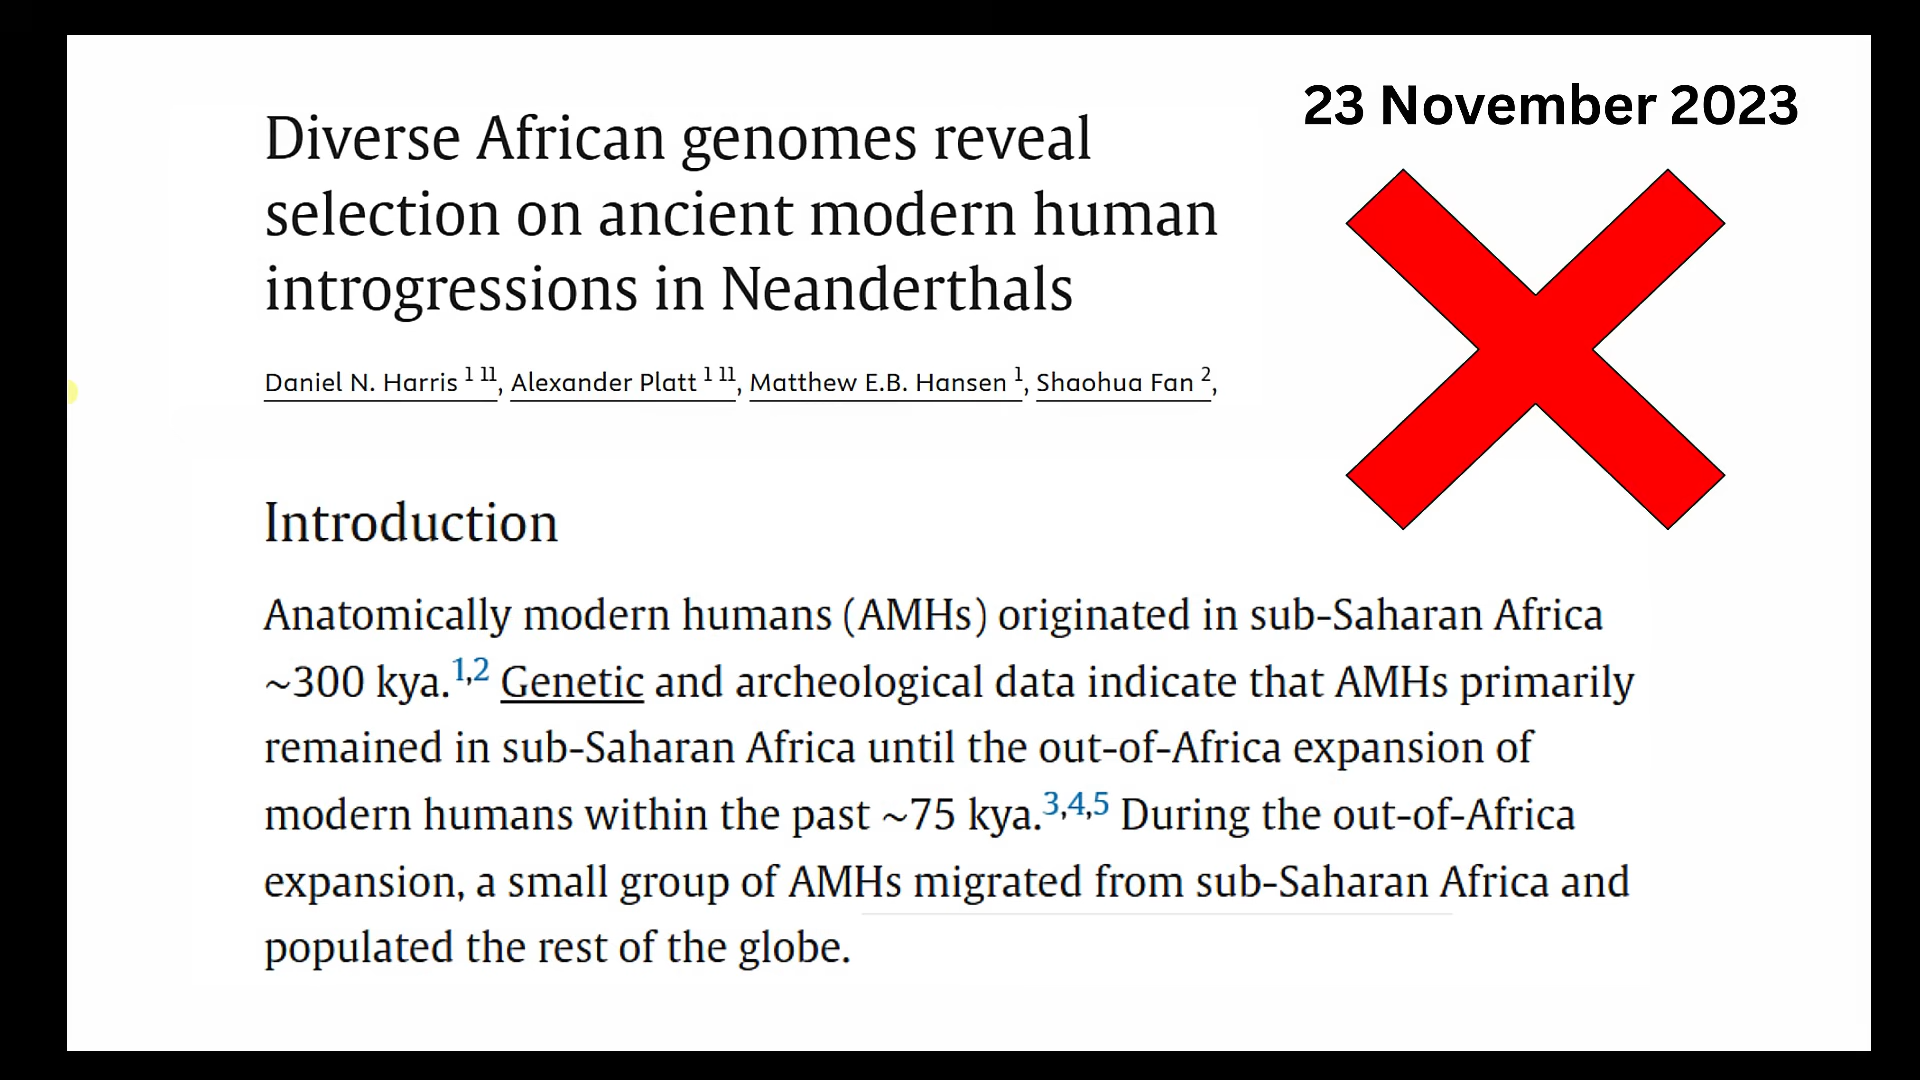 23 November 2023
Diverse African genomes reveal
selection on ancient modern human
introgressions in Neanderthals
Daniel N. Harris 1 11, Alexander Platt 1 11, Matthew E.B. Hansen 1, Shaohua Fan 2,
Introduction
Anatomically modern humans (AMHs) originated in sub-Saharan Africa
~300 kya.1,2 Genetic and archeological data indicate that AMHs primarily
remained in sub-Saharan Africa until the out-of-Africa expansion of
modern humans within the past ~75 kya.3,4,5 During the out-of-Africa
expansion, a small group of AMHs migrated from sub-Saharan Africa and
populated the rest of the globe.